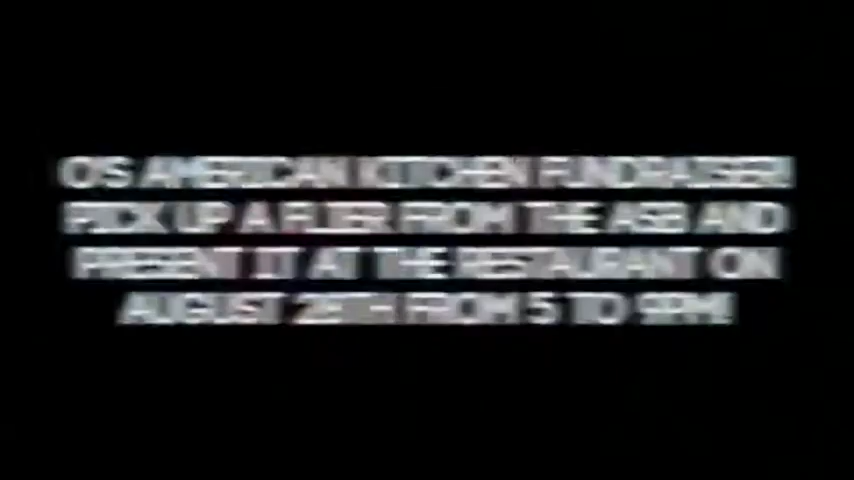 O'S AMERICAN KITCHEN FUNDRAISER!
PICK UP A FLIER FROM THE ASB AND
PRESENT IT AT THE RESTAURANT ON
AUGUST FROM 5 TO 9PM!